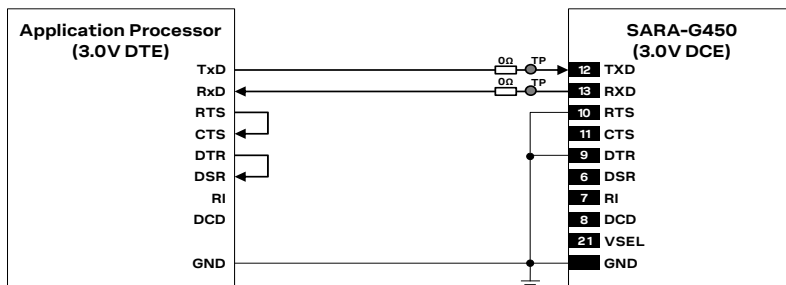 Application Processor
(3.0V DTE)
SARA-G450
(3.0V DCE)
TxD
0Ω
TP
12
TXD
RxD
0Ω
TP
13
RXD
RTS
10
RTS
CTS
11
CTS
DTR
9
DTR
DSR
6
DSR
RI
7
RI
DCD
8
DCD
21
VSEL
GND
GND